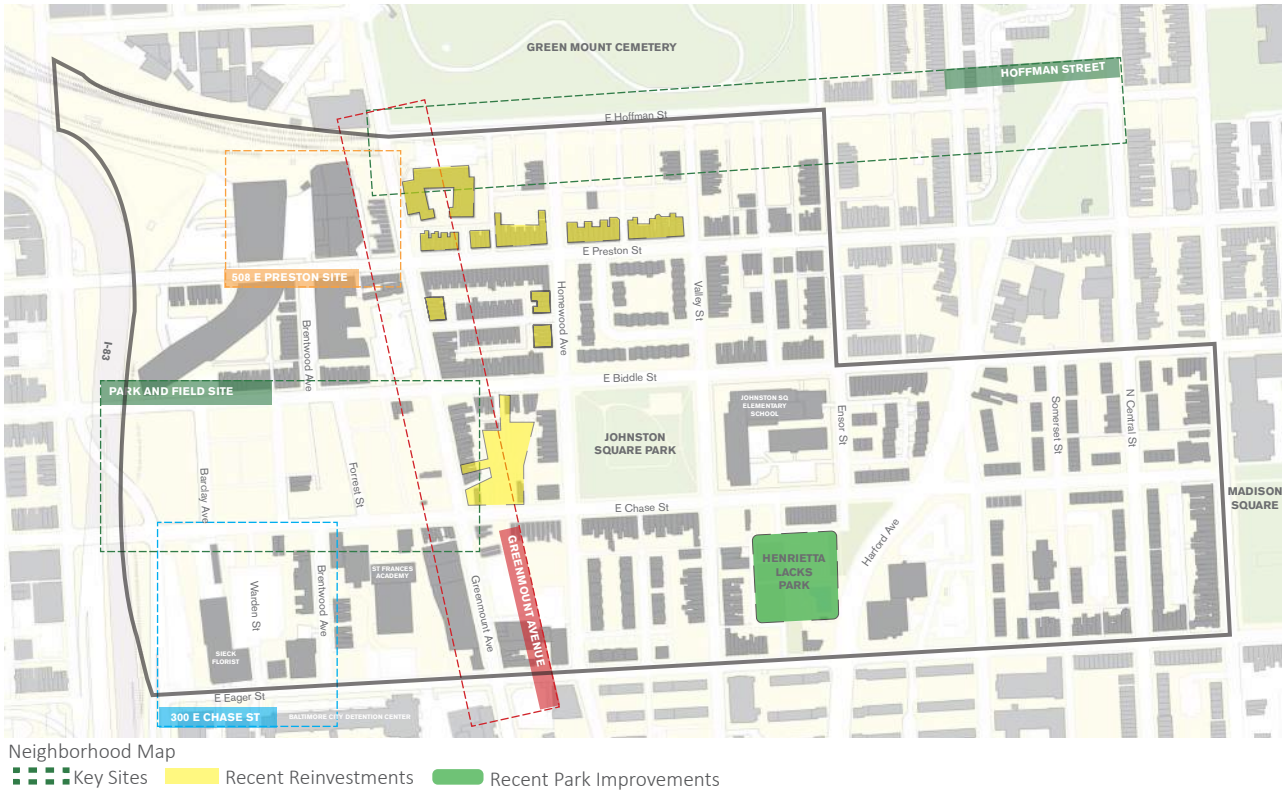 GREEN MOUNT CEMETERY
HOFFMAN STREET
E Hoffman St
E Preston St
508 E PRESTON SITE
Homewood Ave
Valley St
Brentwood Ave
I-83
E Biddle St
PARK AND FIELD SITE
JOHNSTON SQ
ELEMENTARY
SCHOOL
Ensor St
Somerset St
N Central St
JOHNSTON
SQUARE PARK
Barclay Ave
Forrest St
MADISON
SQUARE
E Chase St
Harford Ave
HENRIETTA
LACKS
PARK
GREENMOUNT AVENUE
Greenmount Ave
ST FRANCES
ACADEMY
Brentwood Ave
Warden St
SIECK
FLORIST
E Eager St
300 E CHASE ST
BALTIMORE CITY DETENTION CENTER
Neighborhood Map
Key Sites
Recent Reinvestments
Recent Park Improvements